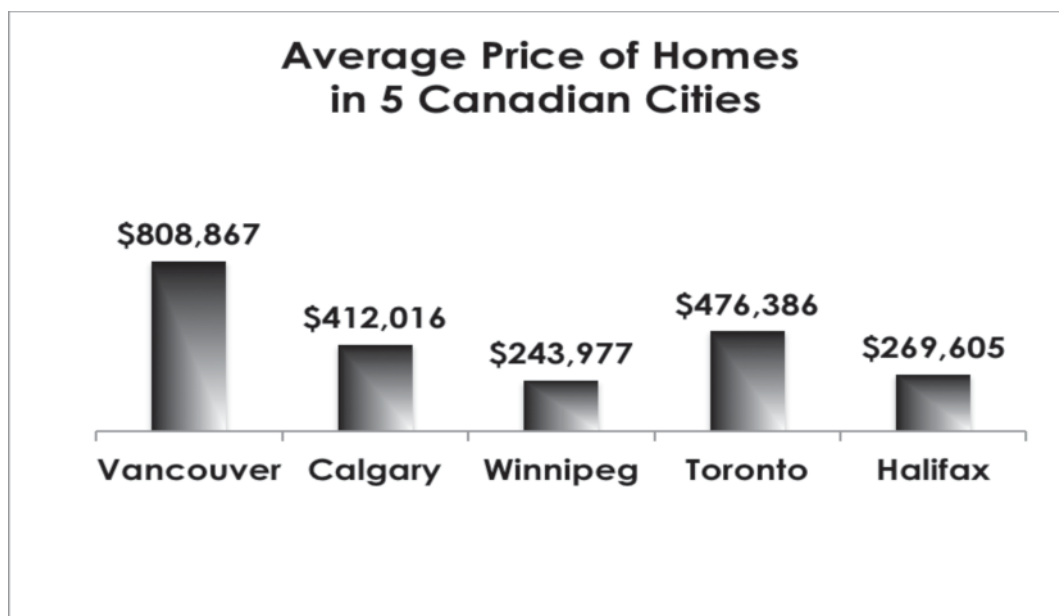 Average Price of Homes
in 5 Canadian Cities
$808,867
$412,016
$243,977
$476,386
$269,605
Vancouver
Calgary
Winnipeg
Toronto
Halifax